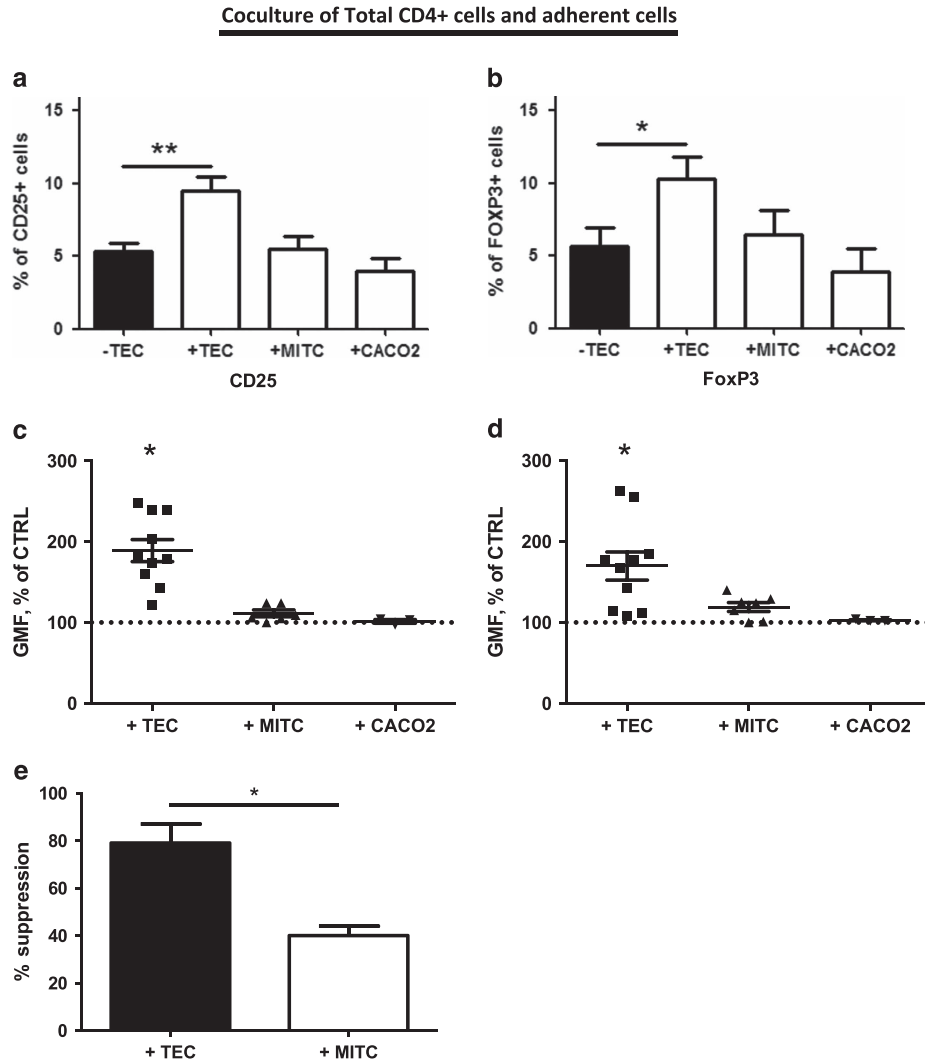 Coculture of Total CD4+ cells and adherent cells
a
% of CD25+ cells
15
10
5
0
**
-TEC +TEC +MITC +CACO2
CD25
b
% of FOXP3+ cells
15
10
5
0
*
-TEC +TEC +MITC +CACO2
FoxP3
c
GMF, % of CTRL
300
200
100
0
*
+ TEC + MITC + CACO2
d
GMF, % of CTRL
300
200
100
0
*
+ TEC + MITC + CACO2
e
% suppression
100
80
60
40
20
0
*
+ TEC + MITC